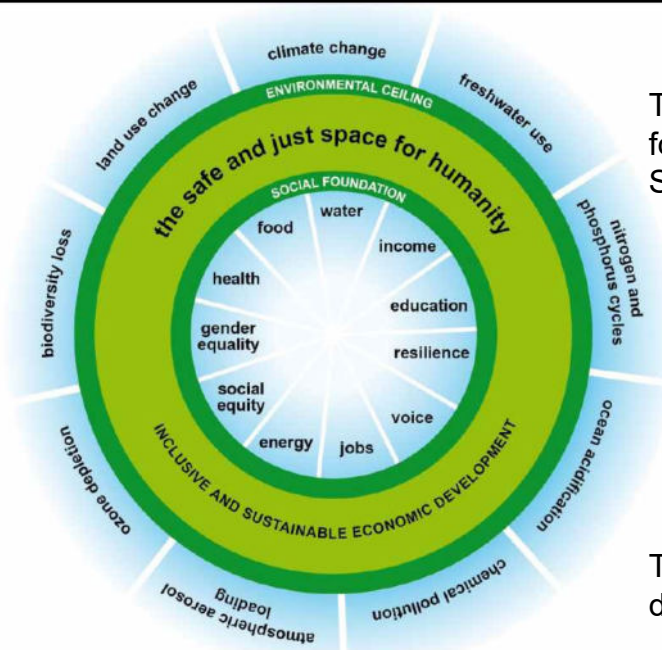 climate change
freshwater use
nitrogen and
phosphorus cycles
ocean acidification
chemical pollution
atmospheric aerosol
loading
ozone depletion
biodiversity loss
land use change
ENVIRONMENTAL CEILING
the safe and just space for humanity
SOCIAL FOUNDATION
water
income
education
resilience
voice
jobs
energy
social
equity
gender
equality
health
food
INCLUSIVE AND SUSTAINABLE ECONOMIC DEVELOPMENT